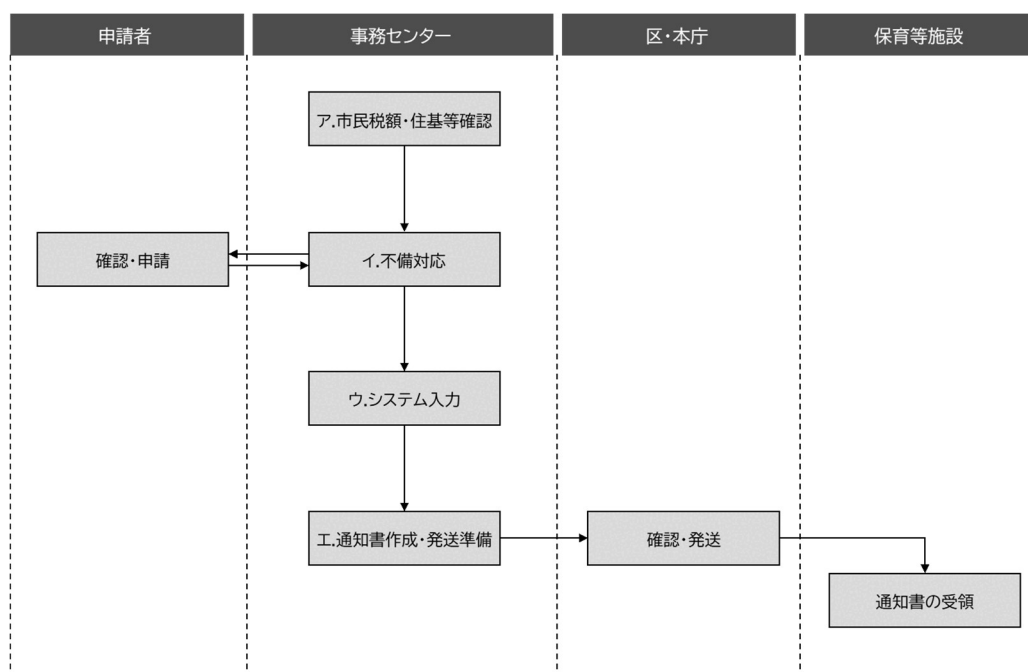 申請者
事務センター
区・本庁
保育等施設
ア.市民税額・住基等確認
確認・申請
イ.不備対応
ウ.システム入力
エ.通知書作成・発送準備
確認・発送
通知書の受領